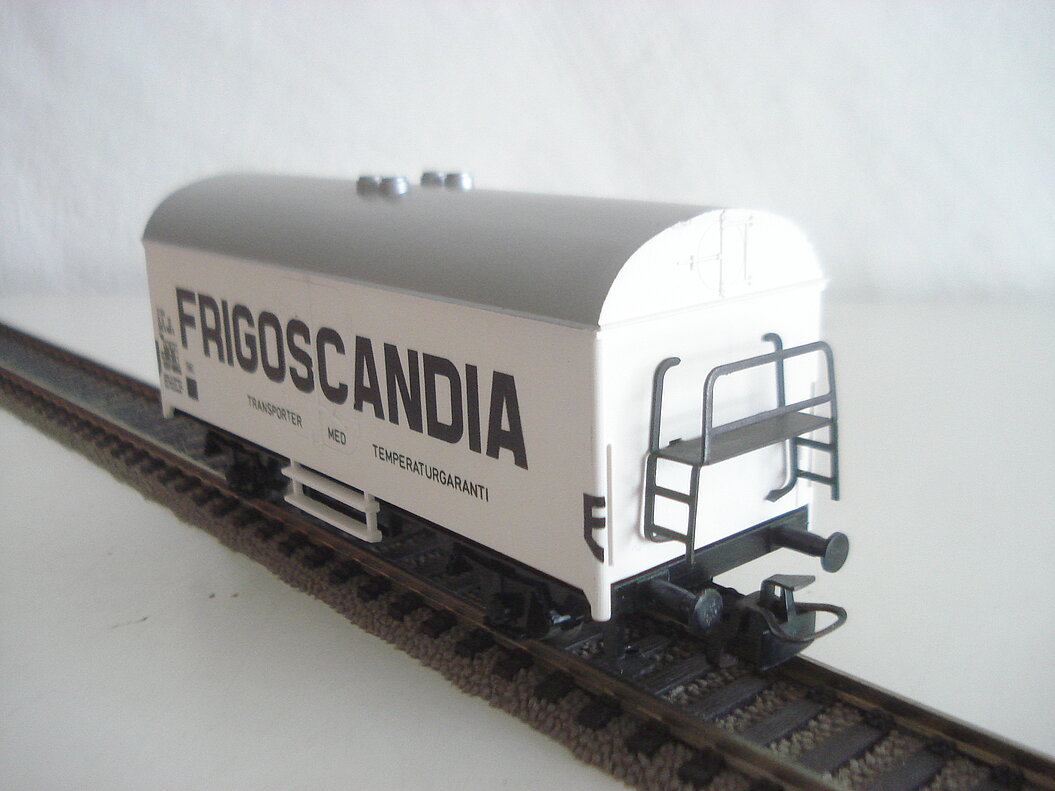 FRIGOSCANDIA
TRANSPORTER MED TEMPERATURGARANTI
E